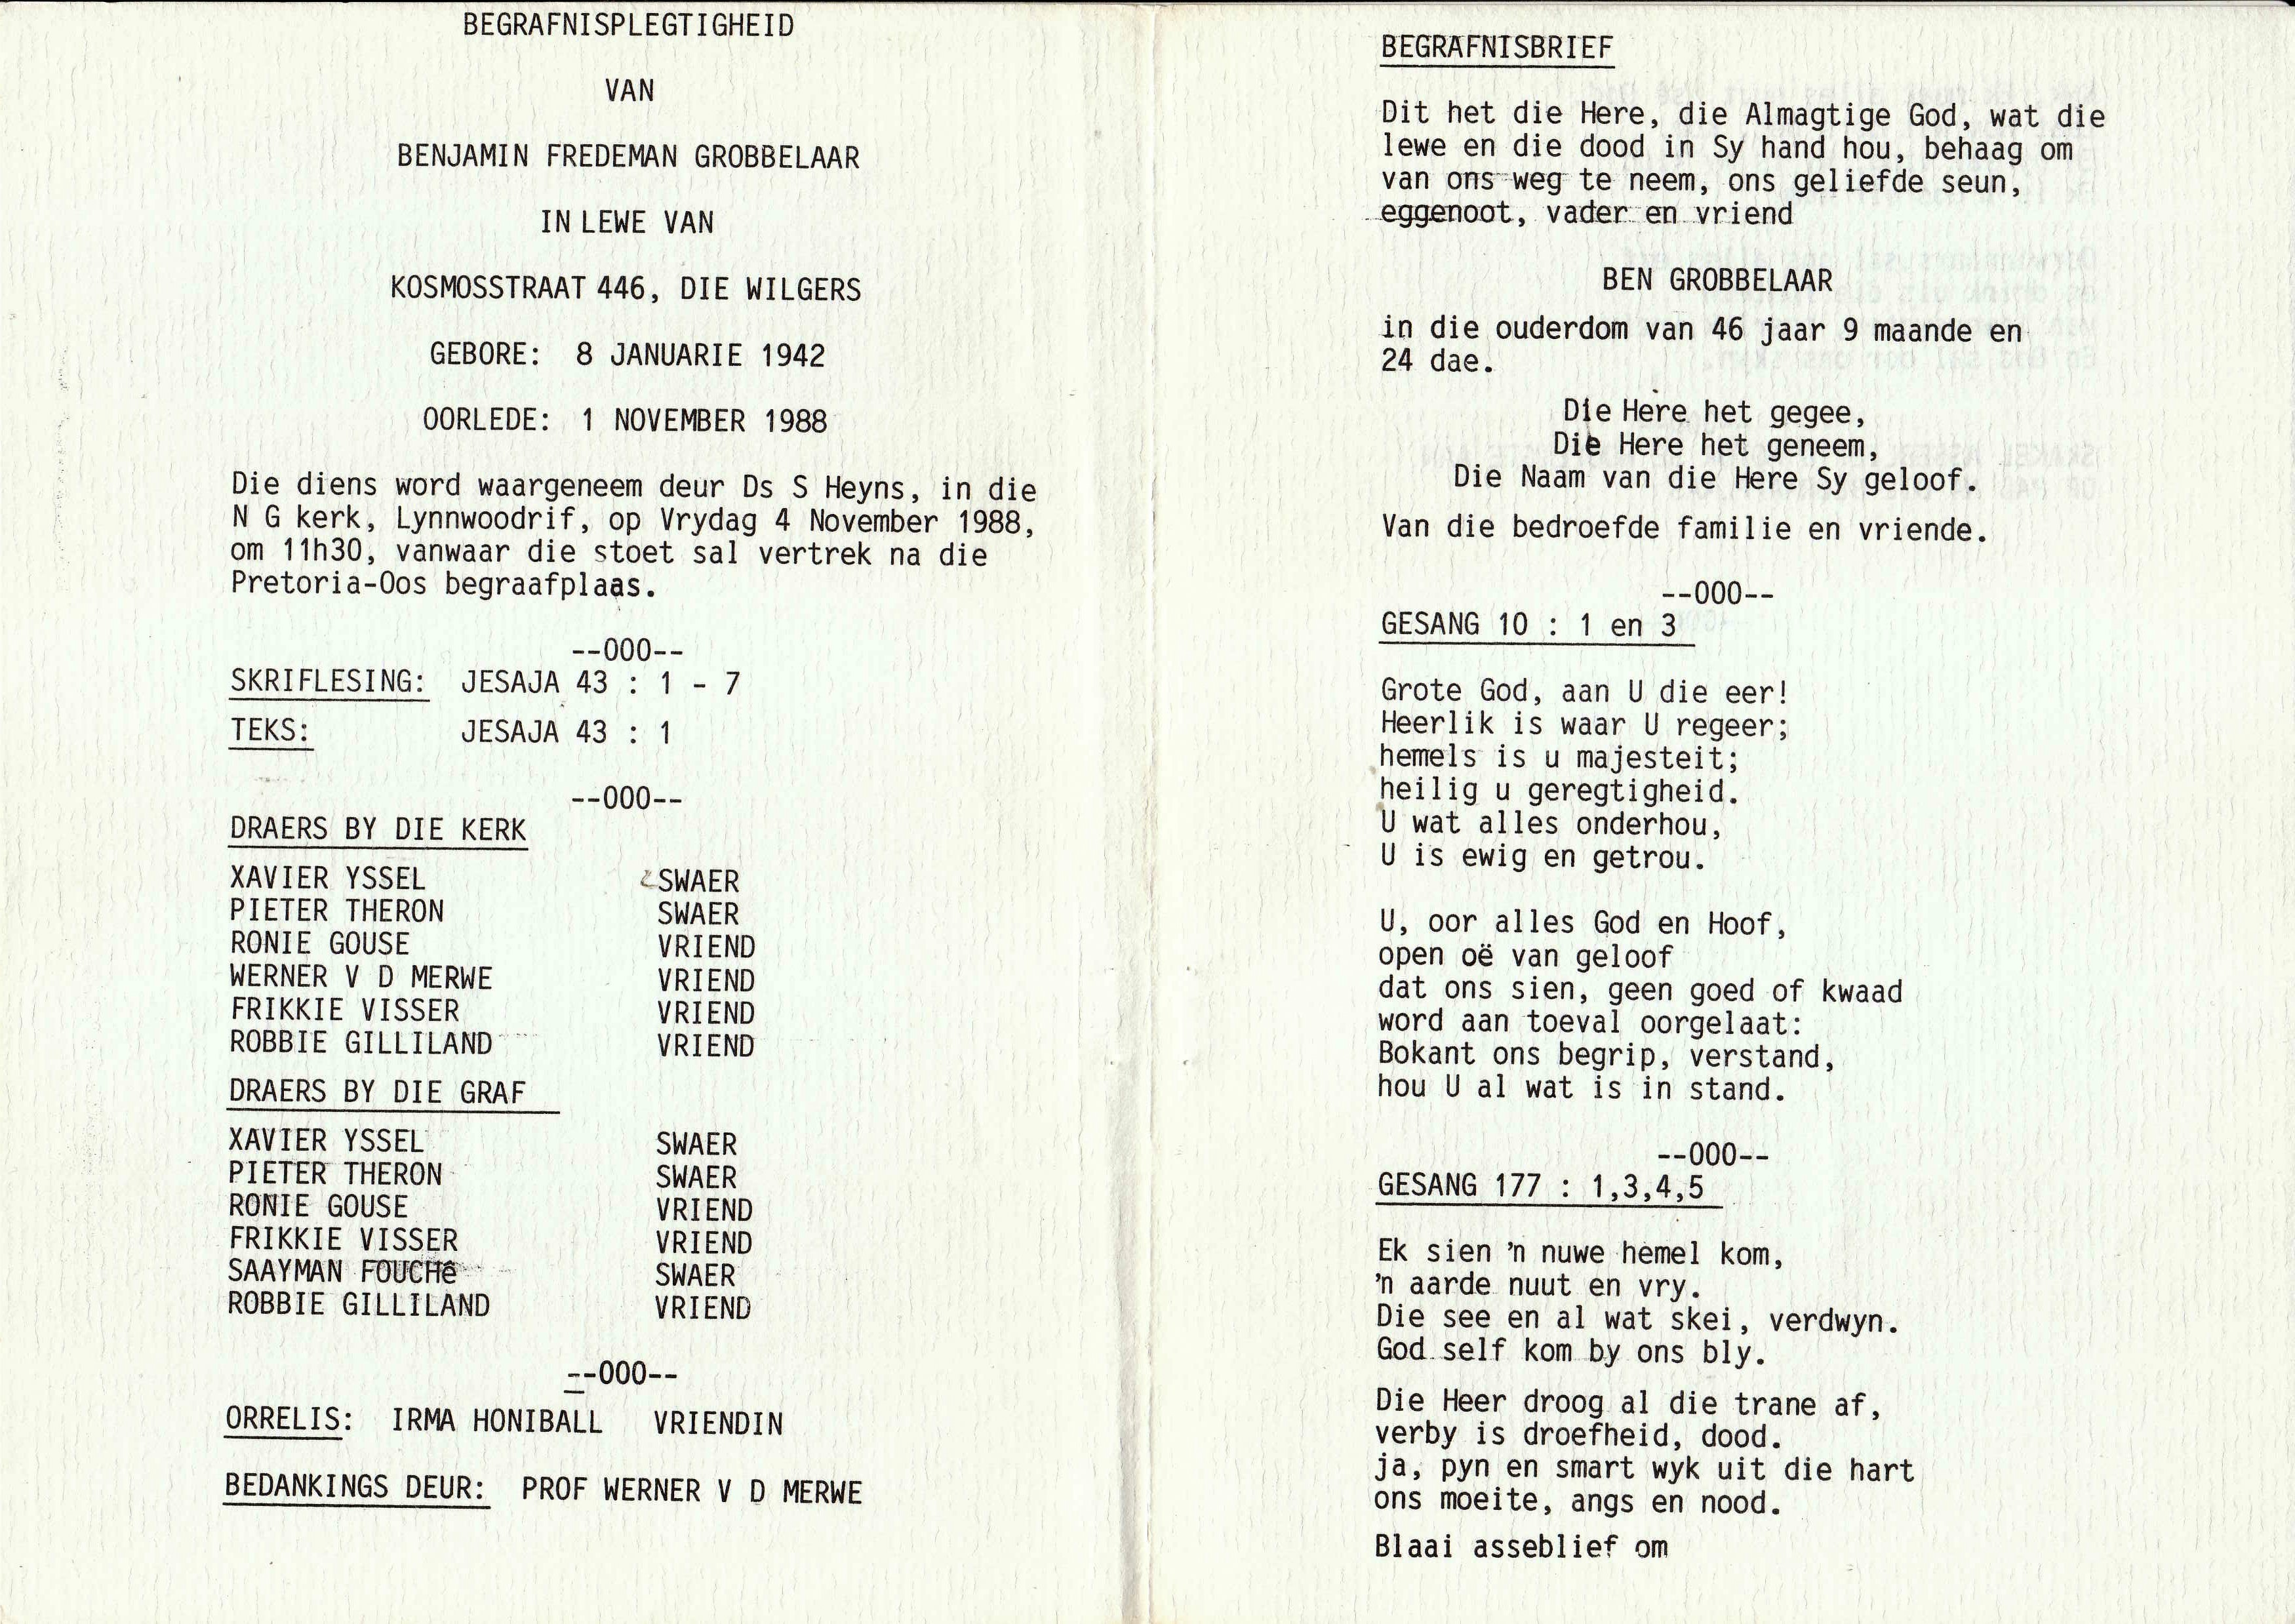 BEGRAFNISPLEGTIGHEID
VAN
BENJAMIN FREDEMAN GROBBELAAR
IN LEWE VAN
KOSMOSSTRAAT 446, DIE WILGERS
GEBORE: 8 JANUARIE 1942
OORLEDE: 1 NOVEMBER 1988
Die diens word waargeneem deur Ds S Heyns, in die
N G kerk, Lynnwoodrif, op Vrydag 4 November 1988,
om 11h30, vanwaar die stoet sal vertrek na die
Pretoria-Oos begraafplaas.
--000--
SKRIFLESING: JESAJA 43 : 1 - 7
TEKS: JESAJA 43 : 1
--000--
DRAERS BY DIE KERK
XAVIER YSSEL SWAER
PIETER THERON SWAER
RONIE GOUSE VRIEND
WERNER V D MERWE VRIEND
FRIKKIE VISSER VRIEND
ROBBIE GILLILAND VRIEND
DRAERS BY DIE GRAF
XAVIER YSSEL SWAER
PIETER THERON SWAER
RONIE GOUSE VRIEND
FRIKKIE VISSER VRIEND
SAAYMAN FOUCHê SWAER
ROBBIE GILLILAND VRIEND
--000--
ORRELIS: IRMA HONIBALL VRIENDIN
BEDANKINGS DEUR: PROF WERNER V D MERWE
BEGRAFNISBRIEF
Dit het die Here, die Almagtige God, wat die
lewe en die dood in Sy hand hou, behaag om
van ons weg te neem, ons geliefde seun,
eggenoot, vader en vriend
BEN GROBBELAAR
in die ouderdom van 46 jaar 9 maande en
24 dae.
Die Here het gegee,
Die Here het geneem,
Die Naam van die Here Sy geloof.
Van die bedroefde familie en vriende.
--000--
GESANG 10 : 1 en 3
Grote God, aan U die eer!
Heerlik is waar U regeer;
hemels is u majesteit;
heilig u geregtigheid.
U wat alles onderhou,
U is ewig en getrou.
U, oor alles God en Hoof,
open oë van geloof
dat ons sien, geen goed of kwaad
word aan toeval oorgelaat:
Bokant ons begrip, verstand,
hou U al wat is in stand.
--000--
GESANG 177 : 1,3,4,5
Ek sien 'n nuwe hemel kom,
'n aarde nuut en vry.
Die see en al wat skei, verdwyn.
God self kom by ons bly.
Die Heer droog al die trane af,
verby is droefheid, dood.
ja, pyn en smart wyk uit die hart
ons moeite, angs en nood.
Blaai asseblief om